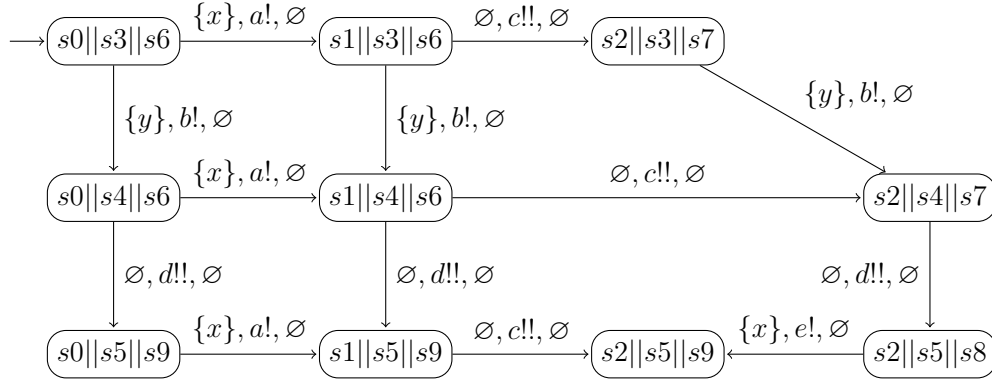 s0||s3||s6 {x}, a!, ∅ s1||s3||s6 ∅, c!!, ∅ s2||s3||s7
{y}, b!, ∅ {y}, b!, ∅ {y}, b!, ∅
s0||s4||s6 {x}, a!, ∅ s1||s4||s6 ∅, c!!, ∅ s2||s4||s7
∅, d!!, ∅ ∅, d!!, ∅ ∅, d!!, ∅
s0||s5||s9 {x}, a!, ∅ s1||s5||s9 ∅, c!!, ∅ s2||s5||s9 {x}, e!, ∅ s2||s5||s8